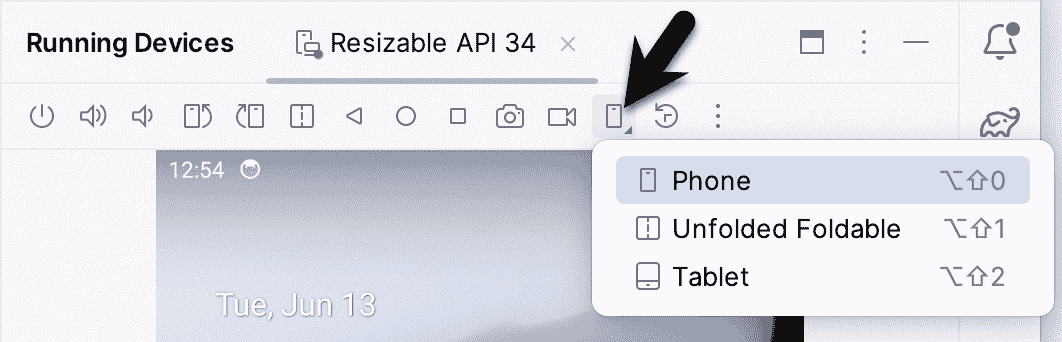 Running Devices Resizable API 34
12:54
Phone ⌥⇧0
Unfolded Foldable ⌥⇧1
Tablet ⌥⇧2
Tue, Jun 13